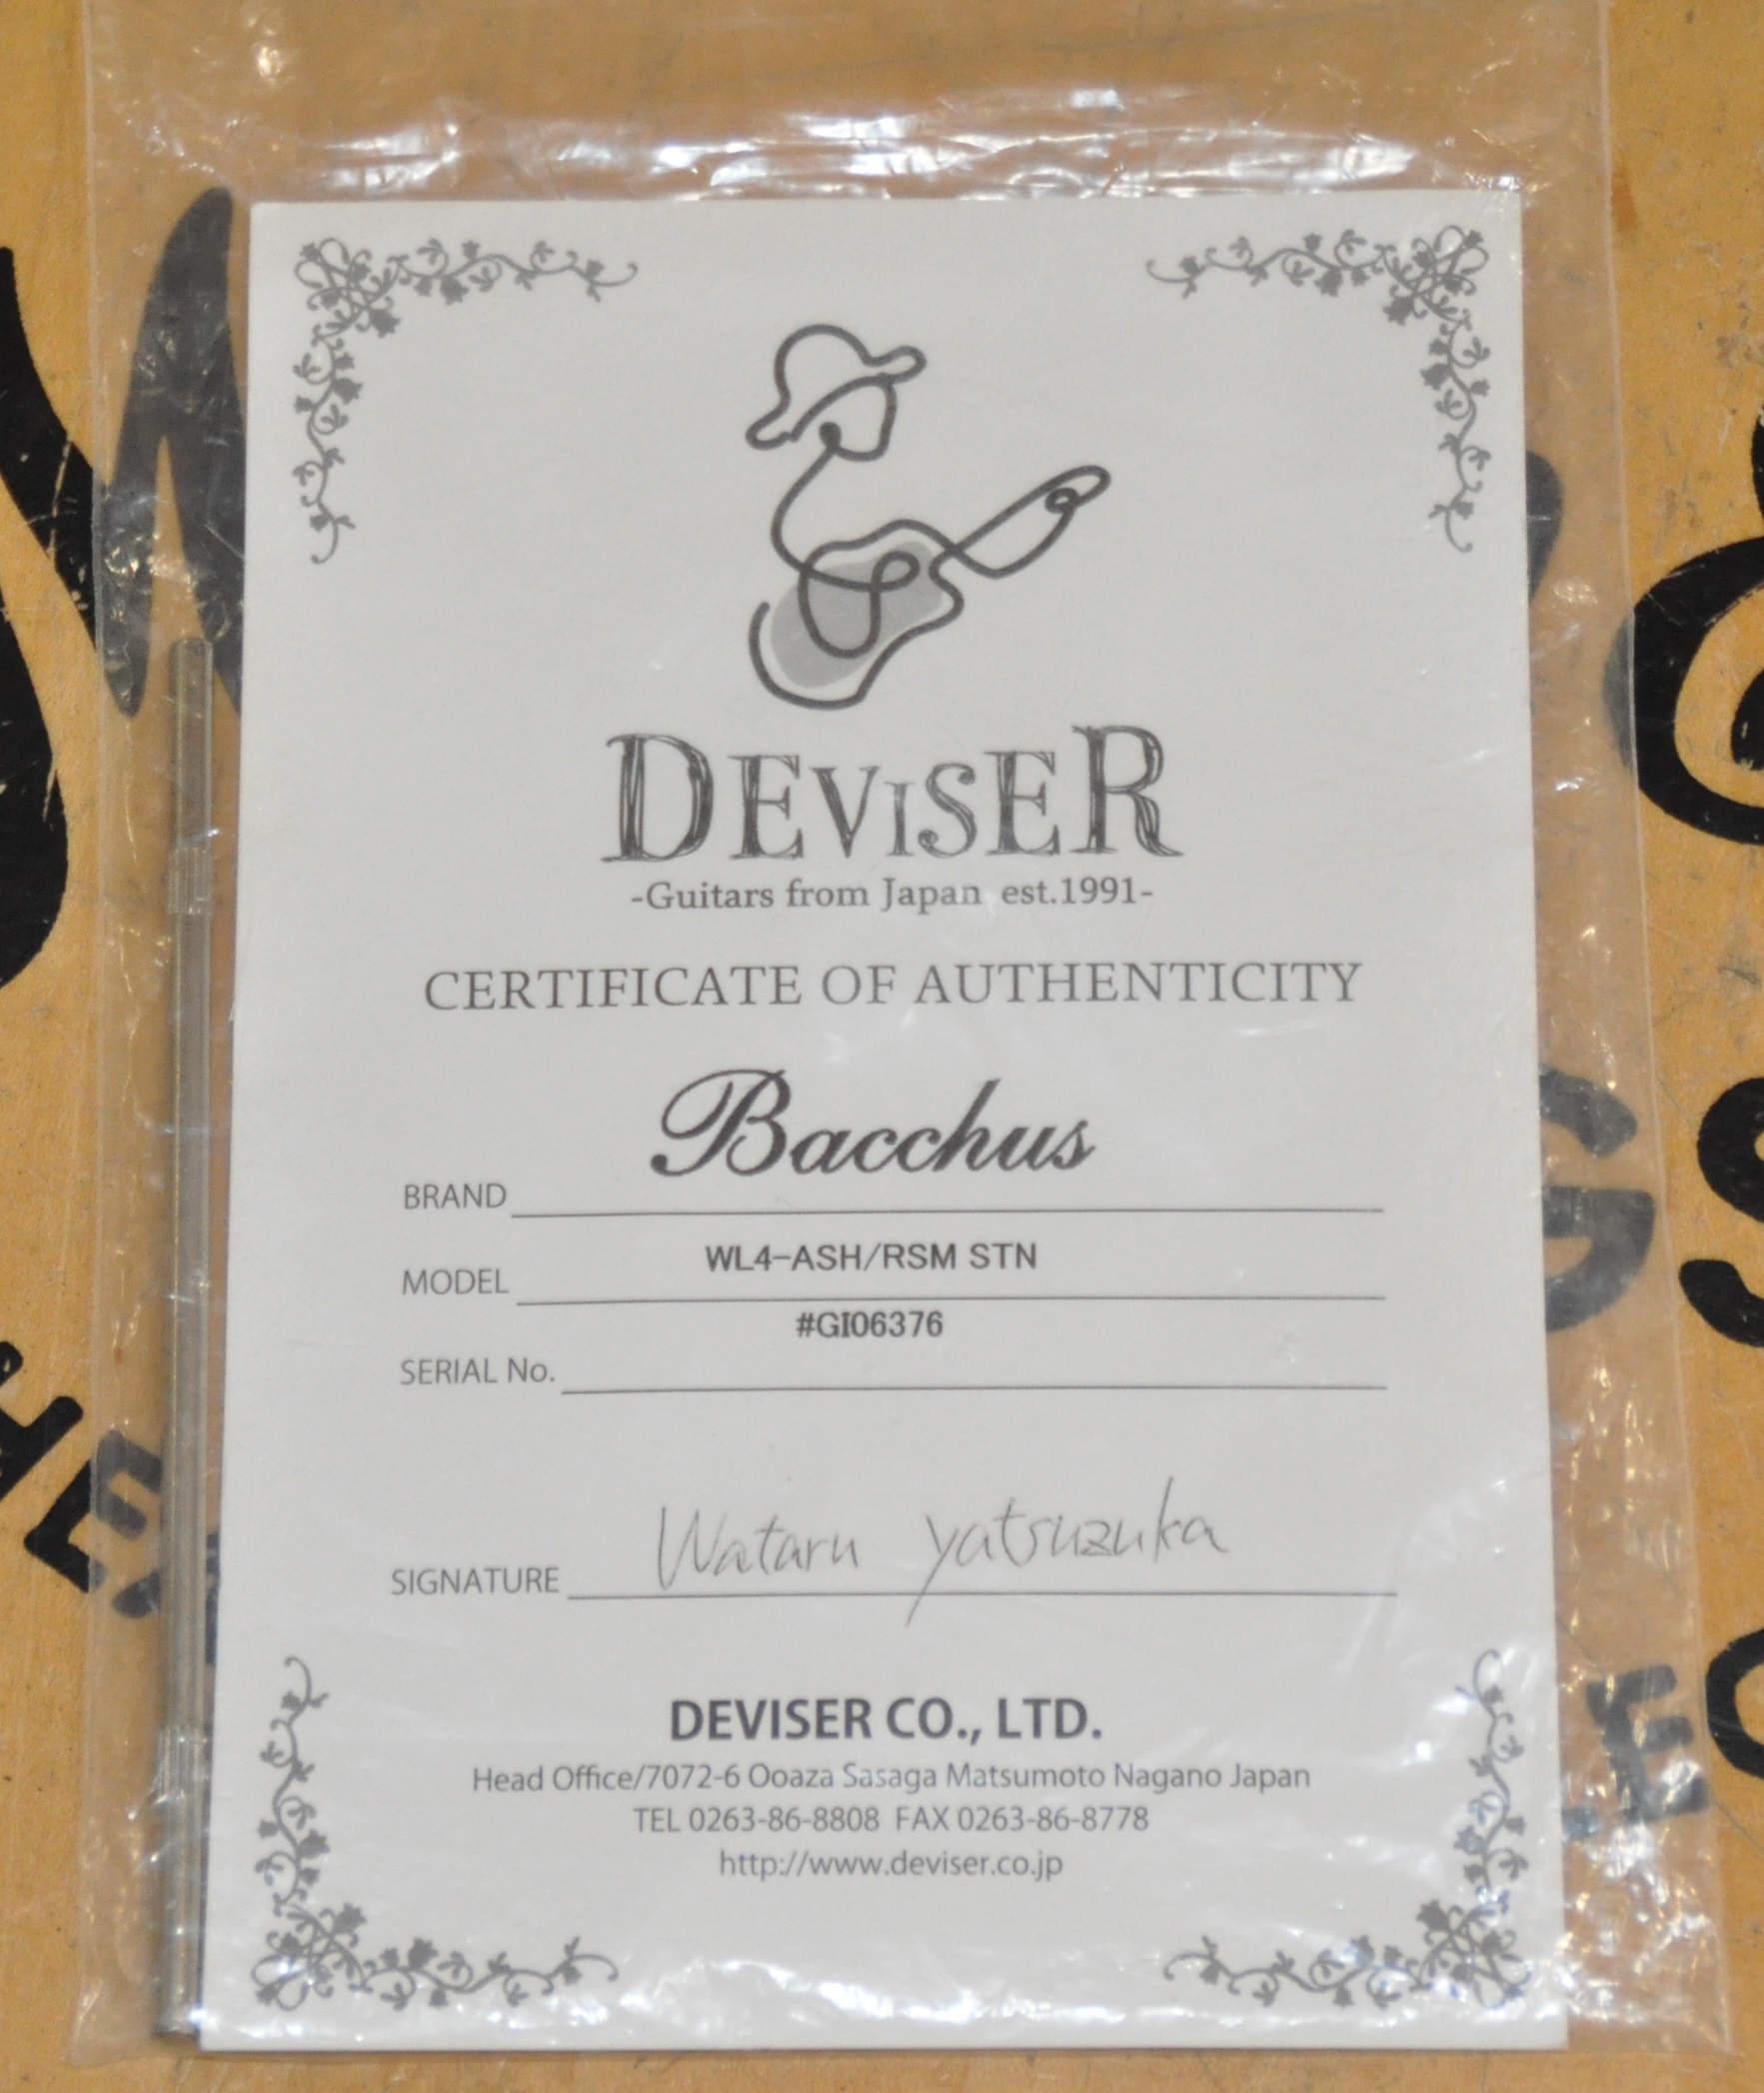 DEVISER
-Guitars from Japan est.1991-
CERTIFICATE OF AUTHENTICITY
Bacchus
BRAND
WL4-ASH/RSM STN
MODEL
#GI06376
SERIAL No.
Wataru yatsuzuka
SIGNATURE
DEVISER CO., LTD.
Head Office/7072-6 Ooaza Sasaga Matsumoto Nagano Japan
TEL 0263-86-8808 FAX 0263-86-8778
http://www.deviser.co.jp